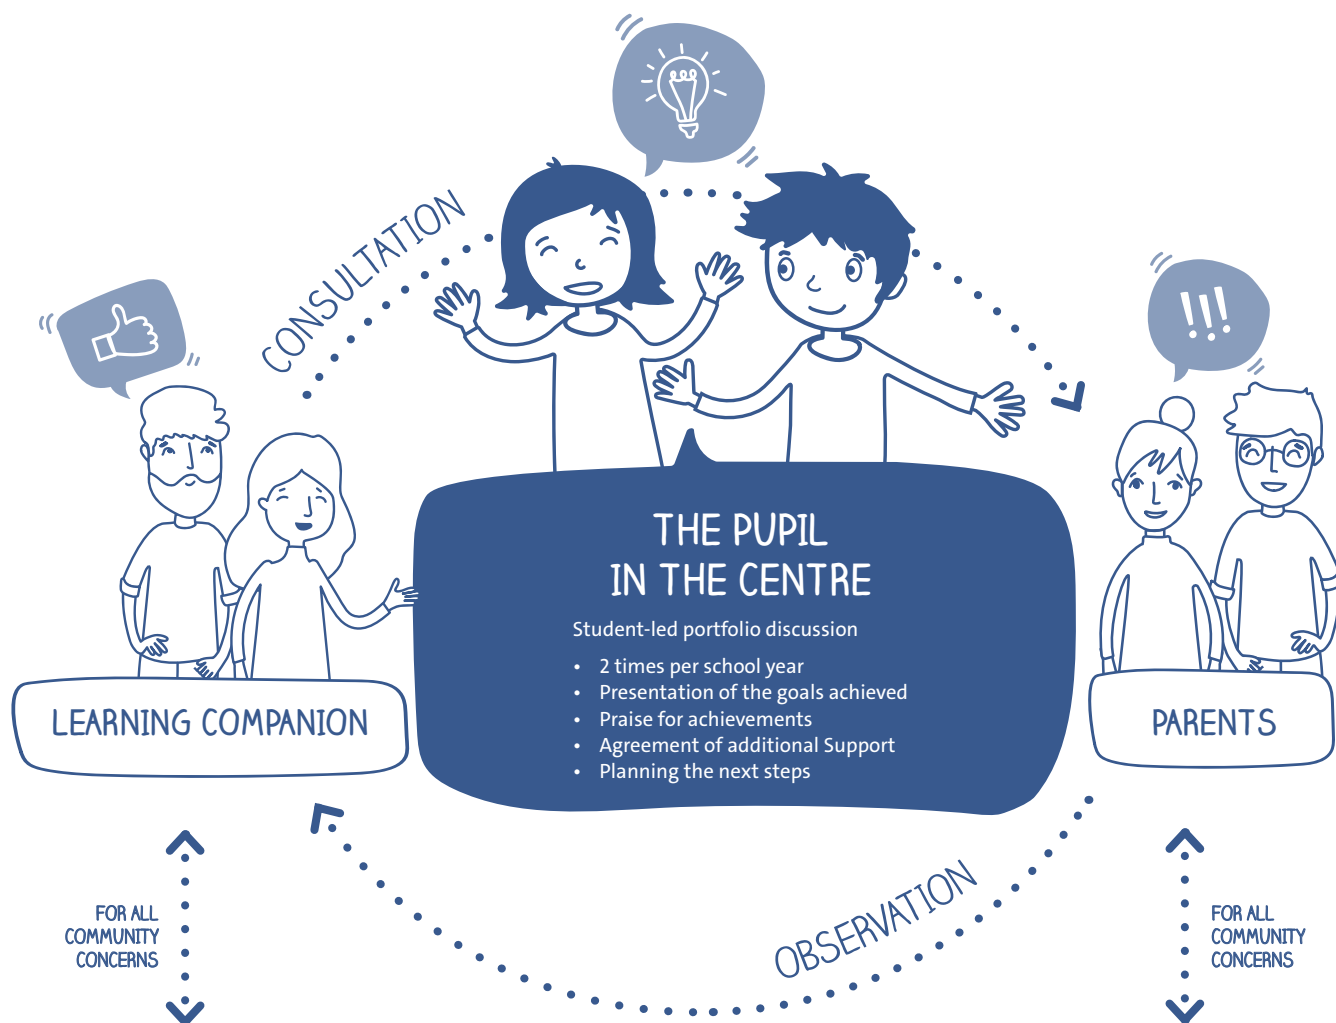 CONSULTATION
THE PUPIL
IN THE CENTRE
Student-led portfolio discussion
• 2 times per school year
• Presentation of the goals achieved
• Praise for achievements
• Agreement of additional Support
• Planning the next steps
LEARNING COMPANION
PARENTS
OBSERVATION
FOR ALL
COMMUNITY
CONCERNS
FOR ALL
COMMUNITY
CONCERNS